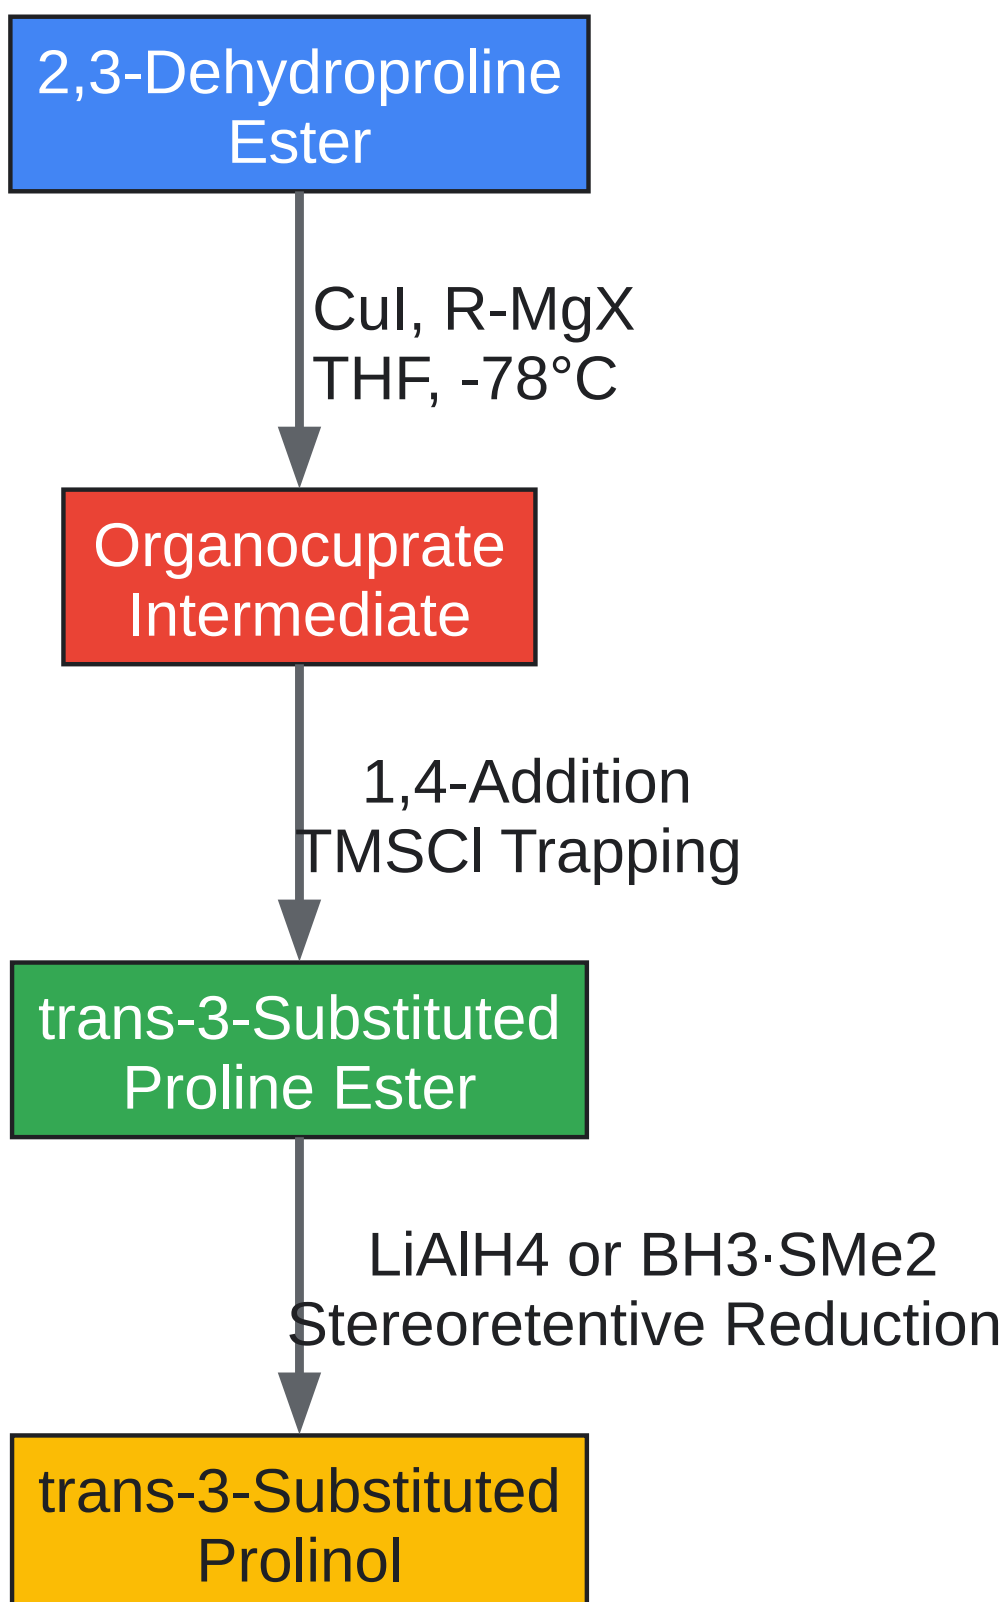 2,3-Dehydroproline
Ester
CuI, R-MgX
THF, -78°C
Organocuprate
Intermediate
1,4-Addition
TMSCl Trapping
trans-3-Substituted
Proline Ester
LiAlH4 or BH3·SMe2
Stereoretentive Reduction
trans-3-Substituted
Prolinol